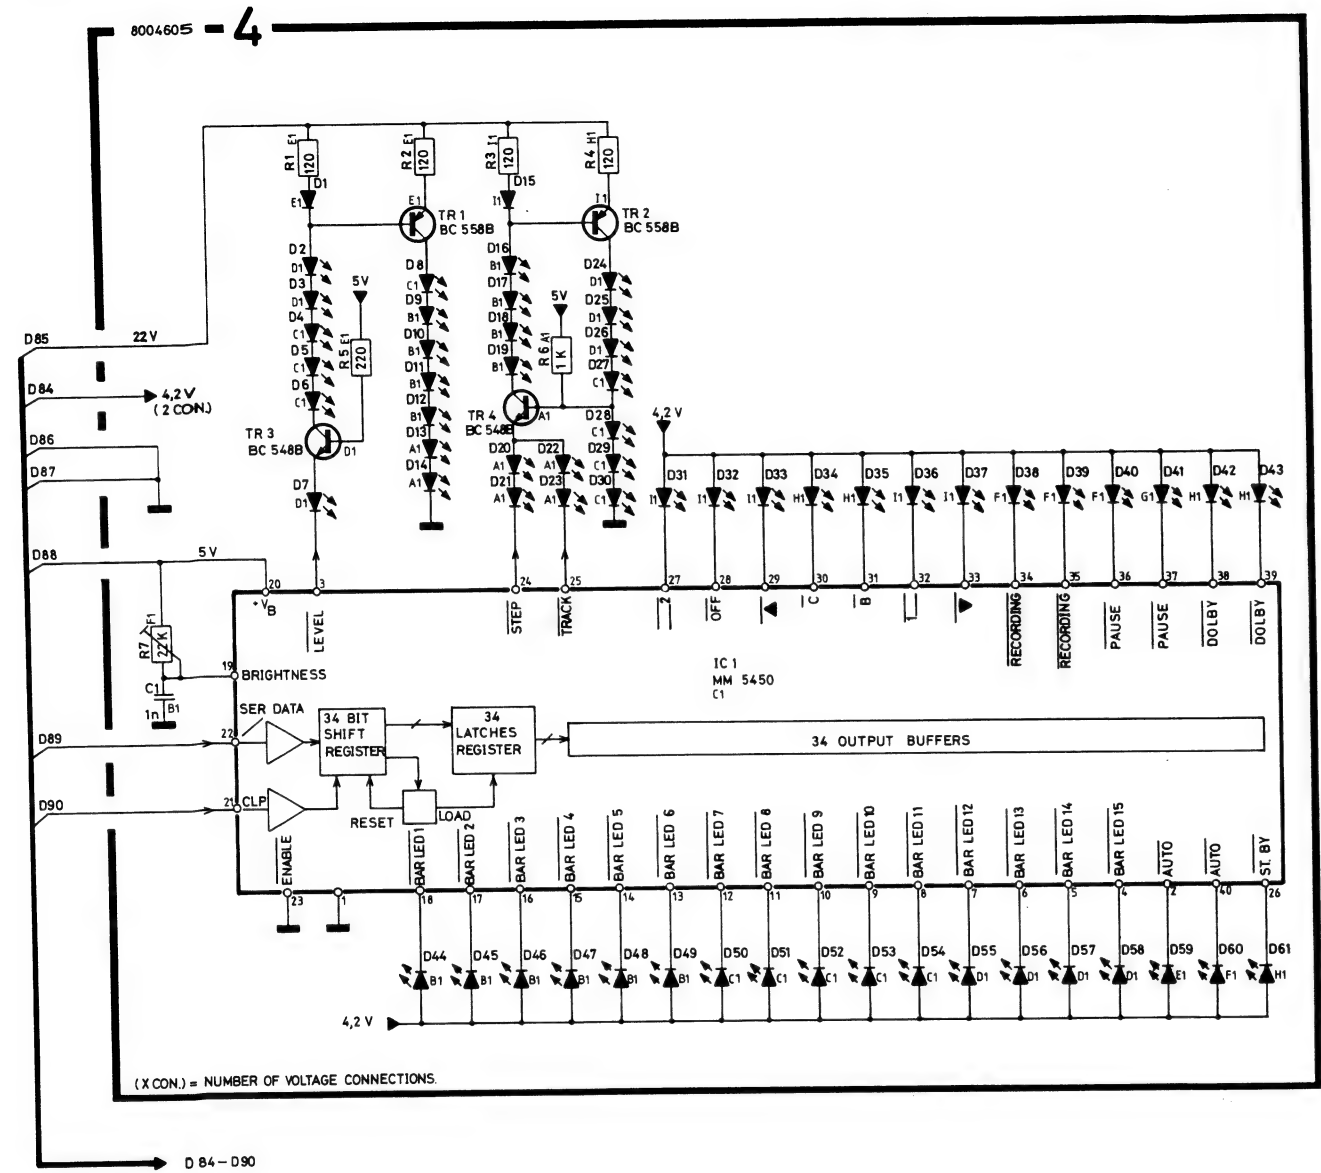 8004605 - 4
R1 E1 120
R2 E1 120
R3 I1 120
R4 H1 120
D1
E1
D15
I1
E1
TR 1
BC 558B
I1
TR 2
BC 558B
D2
D1
D3
D1
D4
C1
D5
C1
D6
C1
5V
R5 E1 220
TR 3
BC 548B
D1
D7
D1
D8
C1
D9
B1
D10
B1
D11
B1
D12
B1
D13
A1
D14
A1
D16
B1
D17
B1
D18
B1
D19
B1
5V
R6 A1 1K
TR 4
BC 548B
A1
D20
A1
D21
A1
D22
A1
D23
A1
D24
D1
D25
D1
D26
D1
D27
C1
D28
C1
D29
C1
D30
C1
D85 22V
D84 4,2V
(2 CON.)
D86
D87
D88 5V
D89
D90
4,2V
D31 D32 D33 D34 D35 D36 D37 D38 D39 D40 D41 D42 D43
I1 I1 I1 H1 H1 I1 I1 F1 F1 F1 G1 H1 H1
20 3 24 25 27 28 29 30 31 32 33 34 35 36 37 38 39
+VB LEVEL STEP TRACK 2 OFF C B 1 RECORDING RECORDING PAUSE PAUSE DOLBY DOLBY
R7 F1 22K
C1
1n B1
19 BRIGHTNESS
IC 1
MM 5450
C1
SER DATA
22
34 BIT
SHIFT
REGISTER
34
LATCHES
REGISTER
34 OUTPUT BUFFERS
21 CLP
RESET
LOAD
ENABLE BAR LED 1 BAR LED 2 BAR LED 3 BAR LED 4 BAR LED 5 BAR LED 6 BAR LED 7 BAR LED 8 BAR LED 9 BAR LED 10 BAR LED 11 BAR LED 12 BAR LED 13 BAR LED 14 BAR LED 15 AUTO AUTO ST. BY
23 1 18 17 16 15 14 13 12 11 10 9 8 7 6 5 4 2 40 26
D44 D45 D46 D47 D48 D49 D50 D51 D52 D53 D54 D55 D56 D57 D58 D59 D60 D61
B1 B1 B1 B1 B1 B1 C1 C1 C1 C1 C1 D1 D1 D1 D1 E1 F1 H1
4,2 V
(X CON.) = NUMBER OF VOLTAGE CONNECTIONS.
D 84-D90